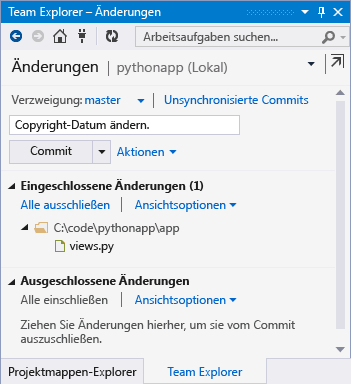 Team Explorer – Änderungen
Arbeitsaufgaben suchen...
Änderungen | pythonapp (Lokal)
Verzweigung: master | Unsynchronisierte Commits
Copyright-Datum ändern.
Commit Aktionen
Eingeschlossene Änderungen (1)
Alle ausschließen | Ansichtsoptionen
C:\code\pythonapp\app
views.py
Ausgeschlossene Änderungen
Alle einschließen | Ansichtsoptionen
Ziehen Sie Änderungen hierher, um sie vom Commit
auszuschließen.
Projektmappen-Explorer Team Explorer